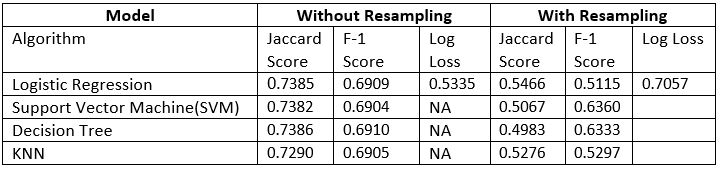 Model Without Resampling With Resampling
Algorithm Jaccard Score F-1 Score Log Loss Jaccard Score F-1 Score Log Loss
Logistic Regression 0.7385 0.6909 0.5335 0.5466 0.5115 0.7057
Support Vector Machine(SVM) 0.7382 0.6904 NA 0.5067 0.6360
Decision Tree 0.7386 0.6910 NA 0.4983 0.6333
KNN 0.7290 0.6905 NA 0.5276 0.5297